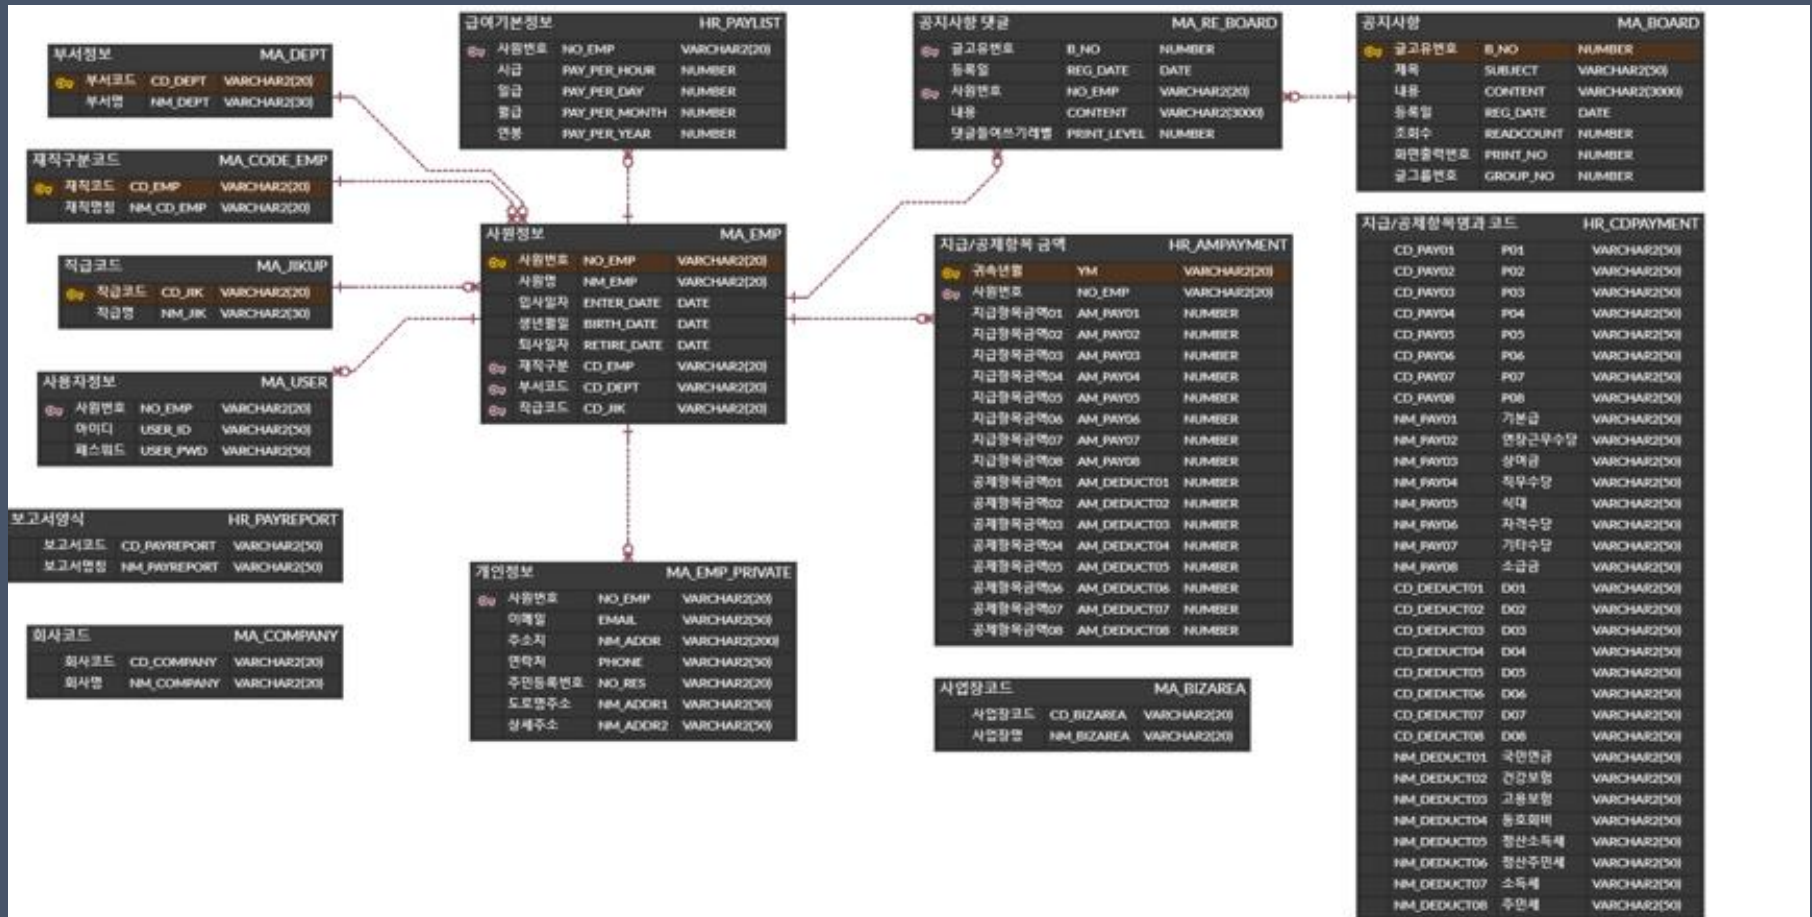 부서정보 MA_DEPT
부서코드 CD_DEPT VARCHAR2(20)
부서명 NM_DEPT VARCHAR2(30)
재직구분코드 MA_CODE_EMP
재직코드 CD_EMP VARCHAR2(20)
재직명칭 NM_CD_EMP VARCHAR2(20)
직급코드 MA_JIKUP
직급코드 CD_JIK VARCHAR2(20)
직급명 NM_JIK VARCHAR2(30)
사용자정보 MA_USER
사원번호 NO_EMP VARCHAR2(20)
아이디 USER_ID VARCHAR2(50)
패스워드 USER_PWD VARCHAR2(50)
보고서양식 HR_PAYREPORT
보고서코드 CD_PAYREPORT VARCHAR2(50)
보고서명칭 NM_PAYREPORT VARCHAR2(50)
회사코드 MA_COMPANY
회사코드 CD_COMPANY VARCHAR2(20)
회사명 NM_COMPANY VARCHAR2(20)
급여기본정보 HR_PAYLIST
사원번호 NO_EMP VARCHAR2(20)
시급 PAY_PER_HOUR NUMBER
일급 PAY_PER_DAY NUMBER
월급 PAY_PER_MONTH NUMBER
연봉 PAY_PER_YEAR NUMBER
사원정보 MA_EMP
사원번호 NO_EMP VARCHAR2(20)
사원명 NM_EMP VARCHAR2(20)
입사일자 ENTER_DATE DATE
생년월일 BIRTH_DATE DATE
퇴사일자 RETIRE_DATE DATE
재직구분 CD_EMP VARCHAR2(20)
부서코드 CD_DEPT VARCHAR2(20)
직급코드 CD_JIK VARCHAR2(20)
개인정보 MA_EMP_PRIVATE
사원번호 NO_EMP VARCHAR2(20)
이메일 EMAIL VARCHAR2(50)
주소지 NM_ADDR VARCHAR2(200)
연락처 PHONE VARCHAR2(50)
주민등록번호 NO_RES VARCHAR2(20)
도로명주소 NM_ADDR1 VARCHAR2(50)
상세주소 NM_ADDR2 VARCHAR2(50)
공지사항 댓글 MA_RE_BOARD
글고유번호 B_NO NUMBER
등록일 REG_DATE DATE
사원번호 NO_EMP VARCHAR2(20)
내용 CONTENT VARCHAR2(3000)
댓글들여쓰기레벨 PRINT_LEVEL NUMBER
지급/공제항목 금액 HR_AMPAYMENT
귀속년월 YM VARCHAR2(20)
사원번호 NO_EMP VARCHAR2(20)
지급항목금액01 AM_PAY01 NUMBER
지급항목금액02 AM_PAY02 NUMBER
지급항목금액03 AM_PAY03 NUMBER
지급항목금액04 AM_PAY04 NUMBER
지급항목금액05 AM_PAY05 NUMBER
지급항목금액06 AM_PAY06 NUMBER
지급항목금액07 AM_PAY07 NUMBER
지급항목금액08 AM_PAY08 NUMBER
공제항목금액01 AM_DEDUCT01 NUMBER
공제항목금액02 AM_DEDUCT02 NUMBER
공제항목금액03 AM_DEDUCT03 NUMBER
공제항목금액04 AM_DEDUCT04 NUMBER
공제항목금액05 AM_DEDUCT05 NUMBER
공제항목금액06 AM_DEDUCT06 NUMBER
공제항목금액07 AM_DEDUCT07 NUMBER
공제항목금액08 AM_DEDUCT08 NUMBER
사업장코드 MA_BIZAREA
사업장코드 CD_BIZAREA VARCHAR2(20)
사업장명 NM_BIZAREA VARCHAR2(20)
공지사항 MA_BOARD
글고유번호 B_NO NUMBER
제목 SUBJECT VARCHAR2(50)
내용 CONTENT VARCHAR2(3000)
등록일 REG_DATE DATE
조회수 READCOUNT NUMBER
화면출력번호 PRINT_NO NUMBER
글그룹번호 GROUP_NO NUMBER
지급/공제항목명과 코드 HR_CDPAYMENT
CD_PAY01 P01 VARCHAR2(50)
CD_PAY02 P02 VARCHAR2(50)
CD_PAY03 P03 VARCHAR2(50)
CD_PAY04 P04 VARCHAR2(50)
CD_PAY05 P05 VARCHAR2(50)
CD_PAY06 P06 VARCHAR2(50)
CD_PAY07 P07 VARCHAR2(50)
CD_PAY08 P08 VARCHAR2(50)
NM_PAY01 기본급 VARCHAR2(50)
NM_PAY02 연장근무수당 VARCHAR2(50)
NM_PAY03 상여금 VARCHAR2(50)
NM_PAY04 직무수당 VARCHAR2(50)
NM_PAY05 식대 VARCHAR2(50)
NM_PAY06 자격수당 VARCHAR2(50)
NM_PAY07 기타수당 VARCHAR2(50)
NM_PAY08 소급금 VARCHAR2(50)
CD_DEDUCT01 D01 VARCHAR2(50)
CD_DEDUCT02 D02 VARCHAR2(50)
CD_DEDUCT03 D03 VARCHAR2(50)
CD_DEDUCT04 D04 VARCHAR2(50)
CD_DEDUCT05 D05 VARCHAR2(50)
CD_DEDUCT06 D06 VARCHAR2(50)
CD_DEDUCT07 D07 VARCHAR2(50)
CD_DEDUCT08 D08 VARCHAR2(50)
NM_DEDUCT01 국민연금 VARCHAR2(50)
NM_DEDUCT02 건강보험 VARCHAR2(50)
NM_DEDUCT03 고용보험 VARCHAR2(50)
NM_DEDUCT04 동호회비 VARCHAR2(50)
NM_DEDUCT05 정산소득세 VARCHAR2(50)
NM_DEDUCT06 정산주민세 VARCHAR2(50)
NM_DEDUCT07 소득세 VARCHAR2(50)
NM_DEDUCT08 주민세 VARCHAR2(50)